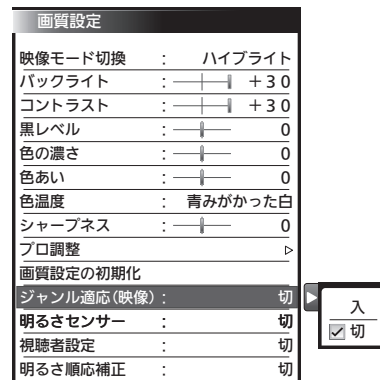 画質設定
映像モード切換 : ハイブライト
バックライト : +30
コントラスト : +30
黒レベル : 0
色の濃さ : 0
色あい : 0
色温度 : 青みがかった白
シャープネス : 0
プロ調整
画質設定の初期化
ジャンル適応(映像) : 切
入
切
明るさセンサー : 切
視聴者設定 : 切
明るさ順応補正 : 切